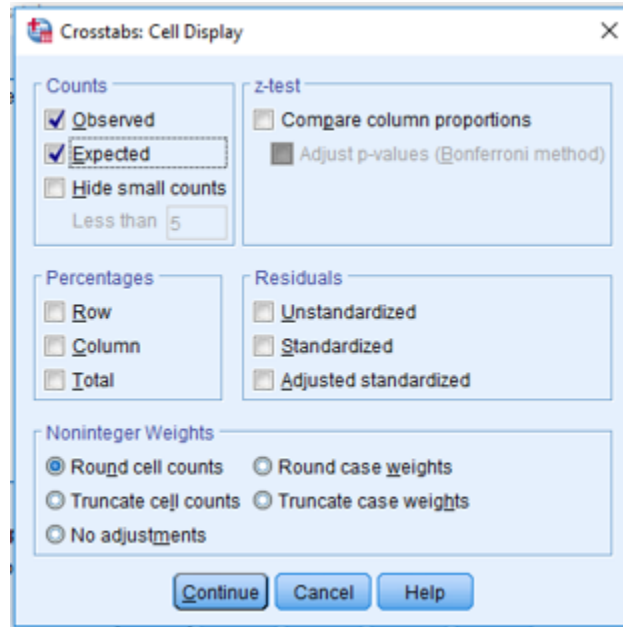 Crosstabs: Cell Display
Counts
Observed
Expected
Hide small counts
Less than 5
z-test
Compare column proportions
Adjust p-values (Bonferroni method)
Percentages
Row
Column
Total
Residuals
Unstandardized
Standardized
Adjusted standardized
Noninteger Weights
Round cell counts
Round case weights
Truncate cell counts
Truncate case weights
No adjustments
Continue
Cancel
Help